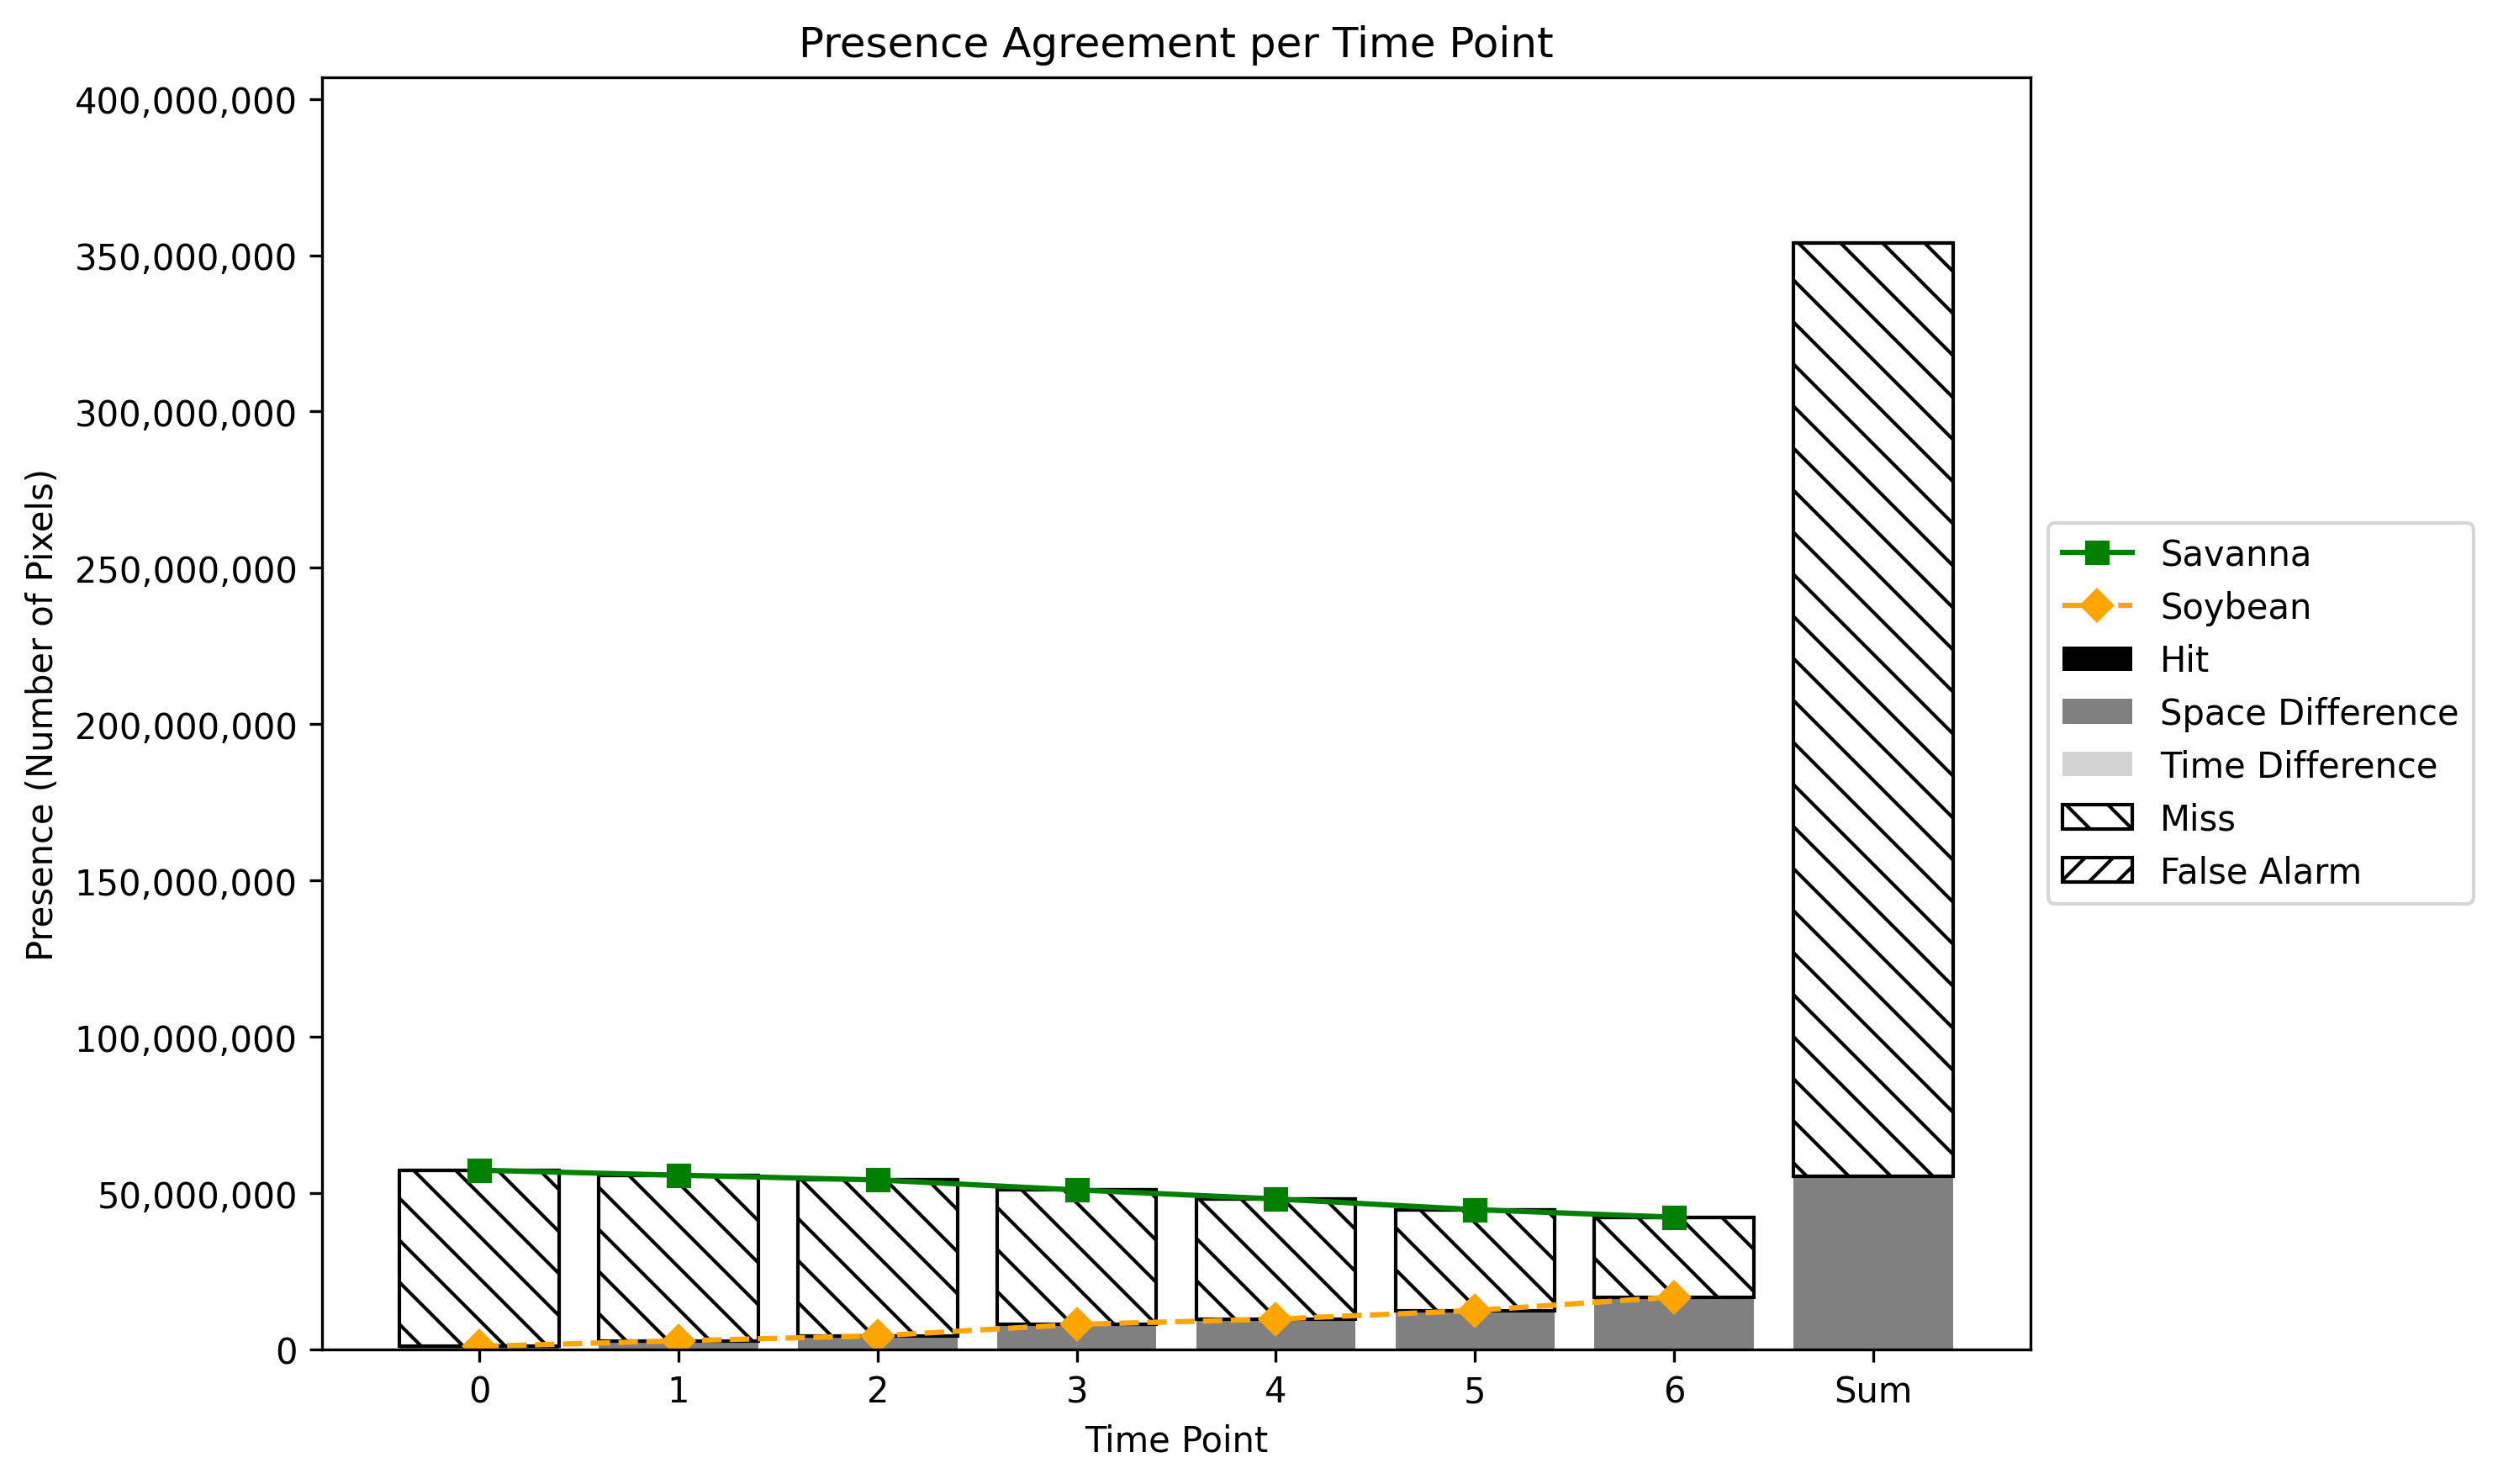 Presence Agreement per Time Point
Presence (Number of Pixels)
400,000,000
350,000,000
300,000,000
250,000,000
200,000,000
150,000,000
100,000,000
50,000,000
0
0 1 2 3 4 5 6 Sum
Time Point
Savanna
Soybean
Hit
Space Difference
Time Difference
Miss
False Alarm